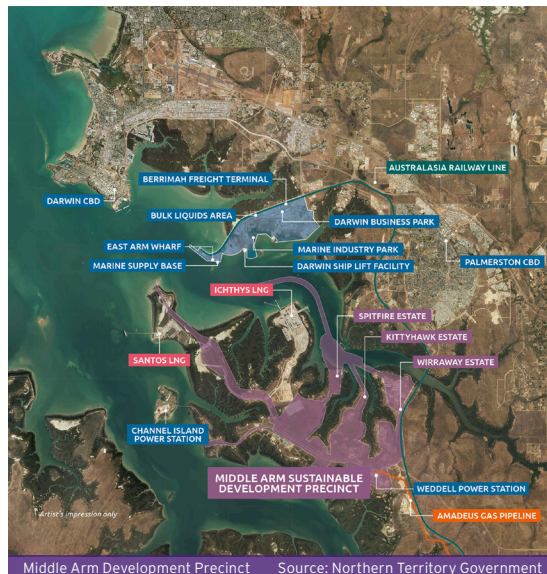 AUSTRALASIA RAILWAY LINE
BERRIMAH FREIGHT TERMINAL
DARWIN CBD
BULK LIQUIDS AREA
DARWIN BUSINESS PARK
EAST ARM WHARF
MARINE INDUSTRY PARK
MARINE SUPPLY BASE
DARWIN SHIP LIFT FACILITY
PALMERSTON CBD
ICHTHYS LNG
SPITFIRE ESTATE
KITTYHAWK ESTATE
SANTOS LNG
WIRRAWAY ESTATE
CHANNEL ISLAND
POWER STATION
MIDDLE ARM SUSTAINABLE
DEVELOPMENT PRECINCT
WEDDELL POWER STATION
AMADEUS GAS PIPELINE
Artist's impression only
Middle Arm Development Precinct Source: Northern Territory Government